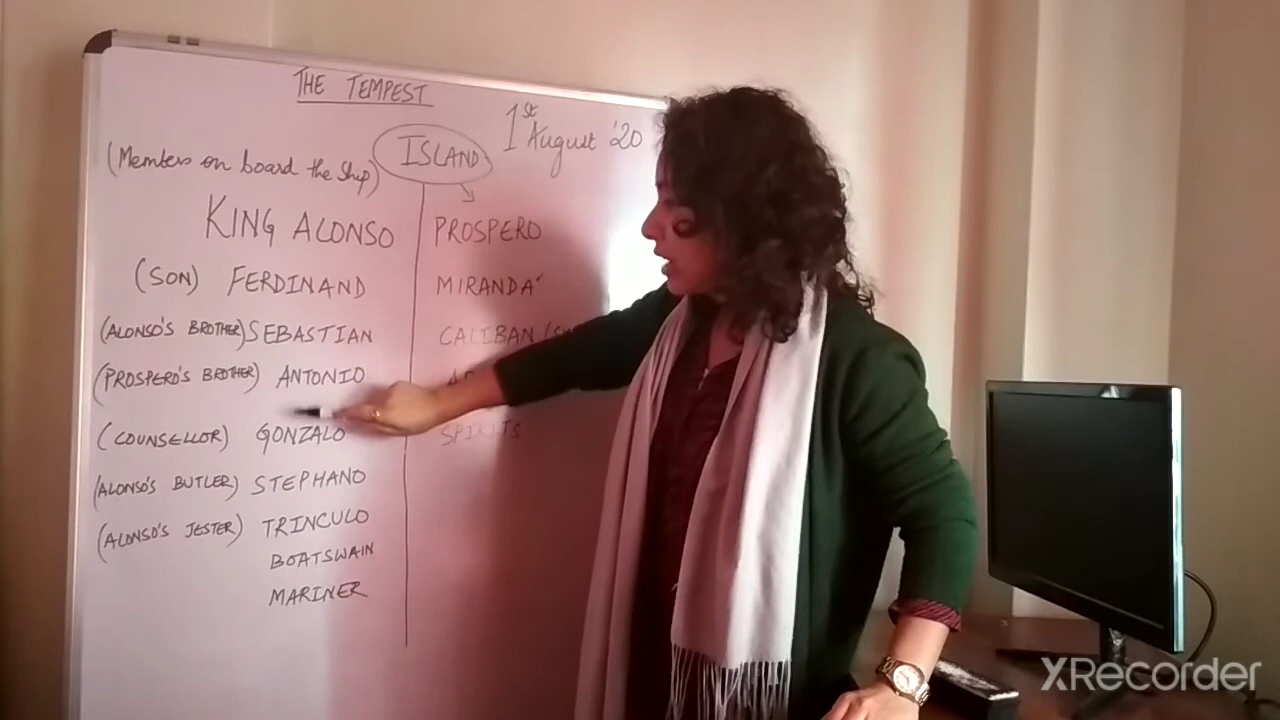 THE TEMPEST
1st August '20
(Members on board the ship)
ISLAND
KING ALONSO
(SON) FERDINAND
(ALONSO'S BROTHER) SEBASTIAN
(PROSPERO'S BROTHER) ANTONIO
(COUNSELLOR) GONZALO
(ALONSO'S BUTLER) STEPHANO
(ALONSO'S JESTER) TRINCULO
BOATSWAIN
MARINER
PROSPERO
MIRANDA
CALIBAN
SPIRITS
XRecorder